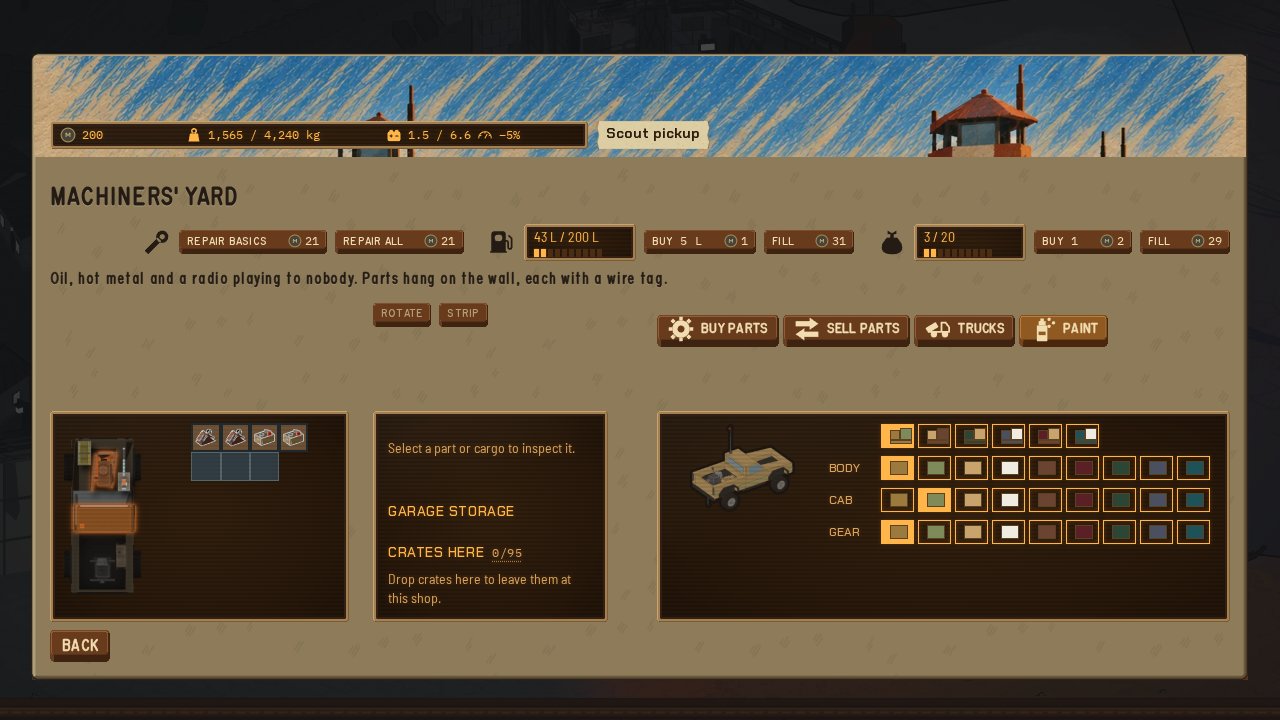 200
1,565 / 4,240 kg
1.5 / 6.6
-5%
Scout pickup
MACHINERS' YARD
REPAIR BASICS M 21
REPAIR ALL M 21
43 L / 200 L
BUY 5 L M 1
FILL M 31
3 / 20
BUY 1 M 2
FILL M 29
Oil, hot metal and a radio playing to nobody. Parts hang on the wall, each with a wire tag.
ROTATE
STRIP
BUY PARTS
SELL PARTS
TRUCKS
PAINT
Select a part or cargo to inspect it.
GARAGE STORAGE
CRATES HERE 0/95
Drop crates here to leave them at
this shop.
BODY
CAB
GEAR
BACK